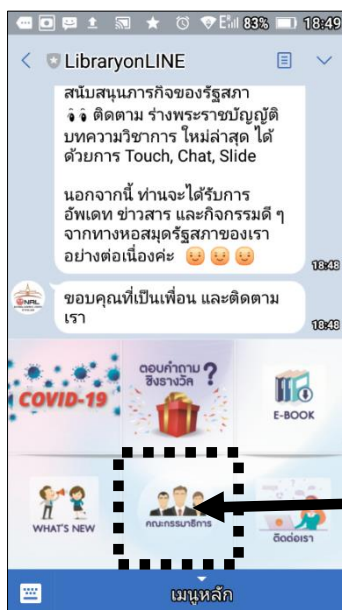 83% 18:49
LibraryonLINE
สนับสนุนภารกิจของรัฐสภา
👀 ติดตาม ร่างพระราชบัญญัติ
บทความวิชาการ ใหม่ล่าสุด ได้
ด้วยการ Touch, Chat, Slide
นอกจากนี้ ท่านจะได้รับการ
อัพเดท ข่าวสาร และกิจกรรมดี ๆ
จากทางหอสมุดรัฐสภาของเรา
อย่างต่อเนื่องค่ะ
18:48
ขอบคุณที่เป็นเพื่อน และติดตาม
เรา
18:48
COVID-19
ตอบคำถาม ?
ชิงรางวัล
E-BOOK
WHAT'S NEW
คณะกรรมาธิการ
ติดต่อเรา
เมนูหลัก